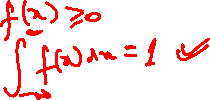 f(x) ≥ 0
∫_{-∞} f(x) dx = 1 ✓